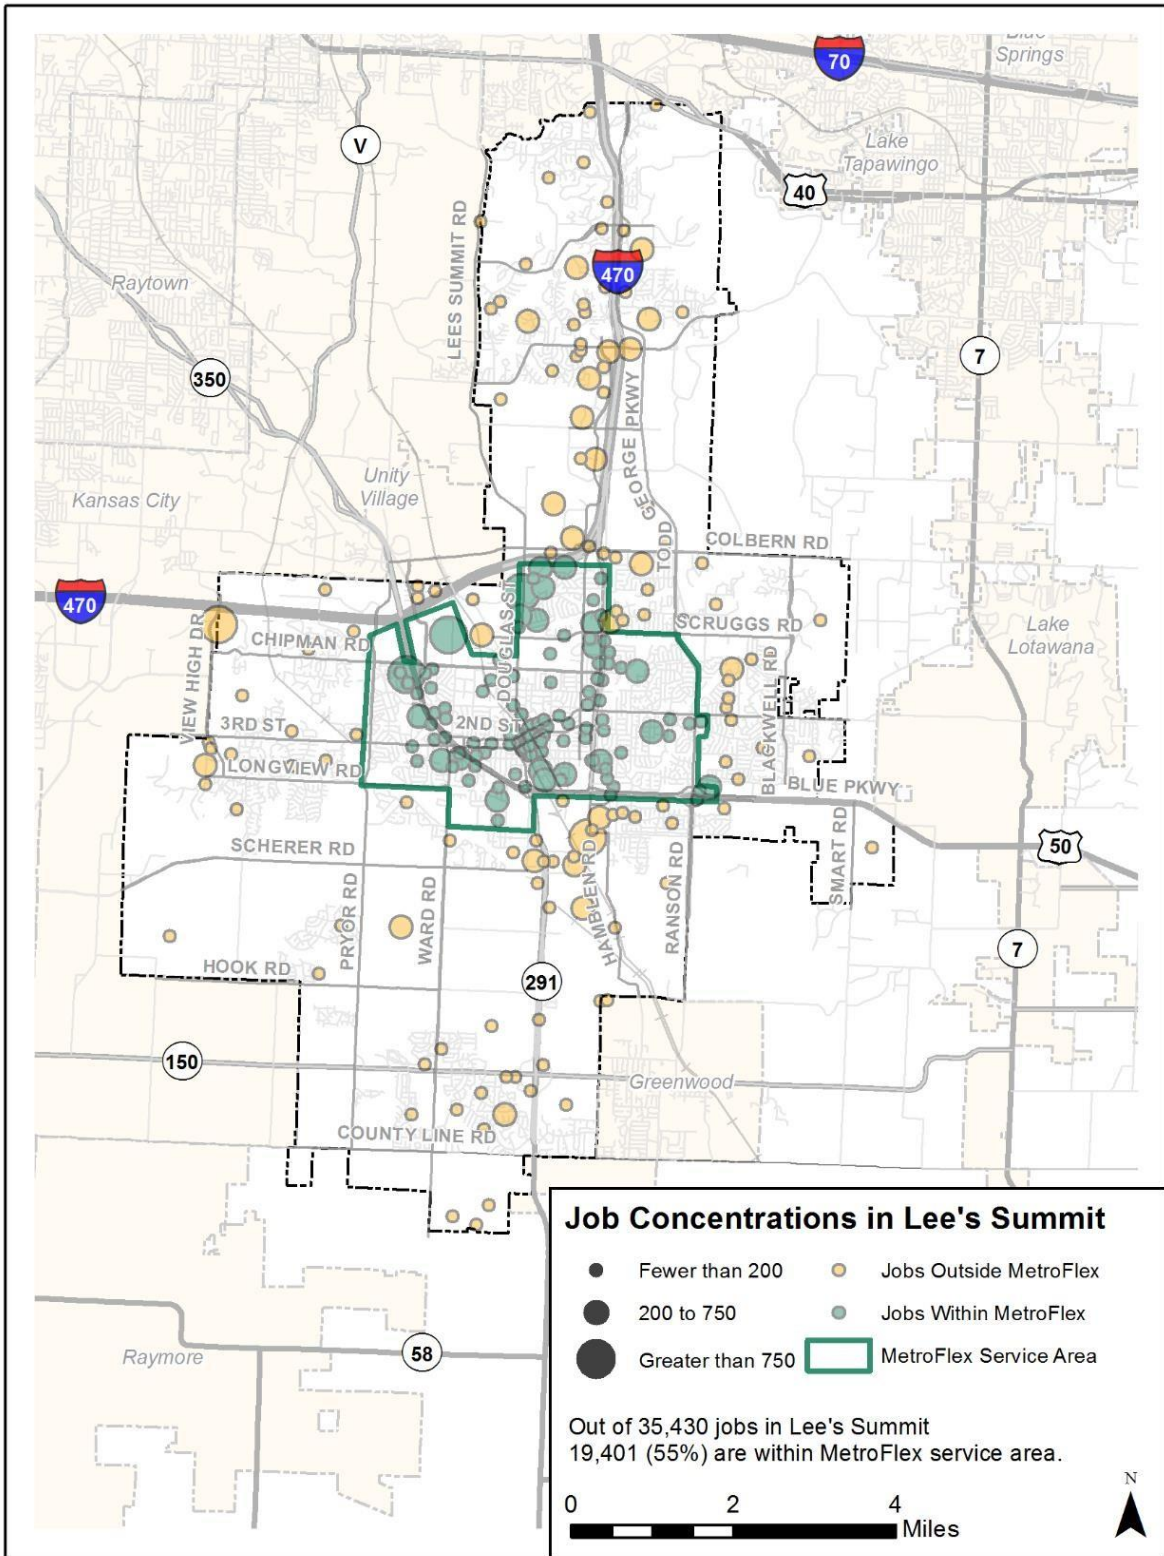 Blue
Springs
70
Lake
Tapawingo
V
40
LEES SUMMIT RD
470
Raytown
7
350
GEORGE PKWY
Unity
Village
Kansas City
TODD
COLBERN RD
470
DOUGLAS ST
SCRUGGS RD
CHIPMAN RD
VIEW HIGH DR
Lake
Lotawana
BLACKWELL RD
3RD ST
2ND ST
LONGVIEW RD
BLUE PKWY
SCHERER RD
50
SMART RD
PRYOR RD
WARD RD
HAMBLEN RD
RANSON RD
7
HOOK RD
291
150
Greenwood
COUNTY LINE RD
Raymore
58
Job Concentrations in Lee's Summit
Fewer than 200
Jobs Outside MetroFlex
200 to 750
Jobs Within MetroFlex
Greater than 750
MetroFlex Service Area
Out of 35,430 jobs in Lee's Summit
19,401 (55%) are within MetroFlex service area.
N
0 2 4
Miles